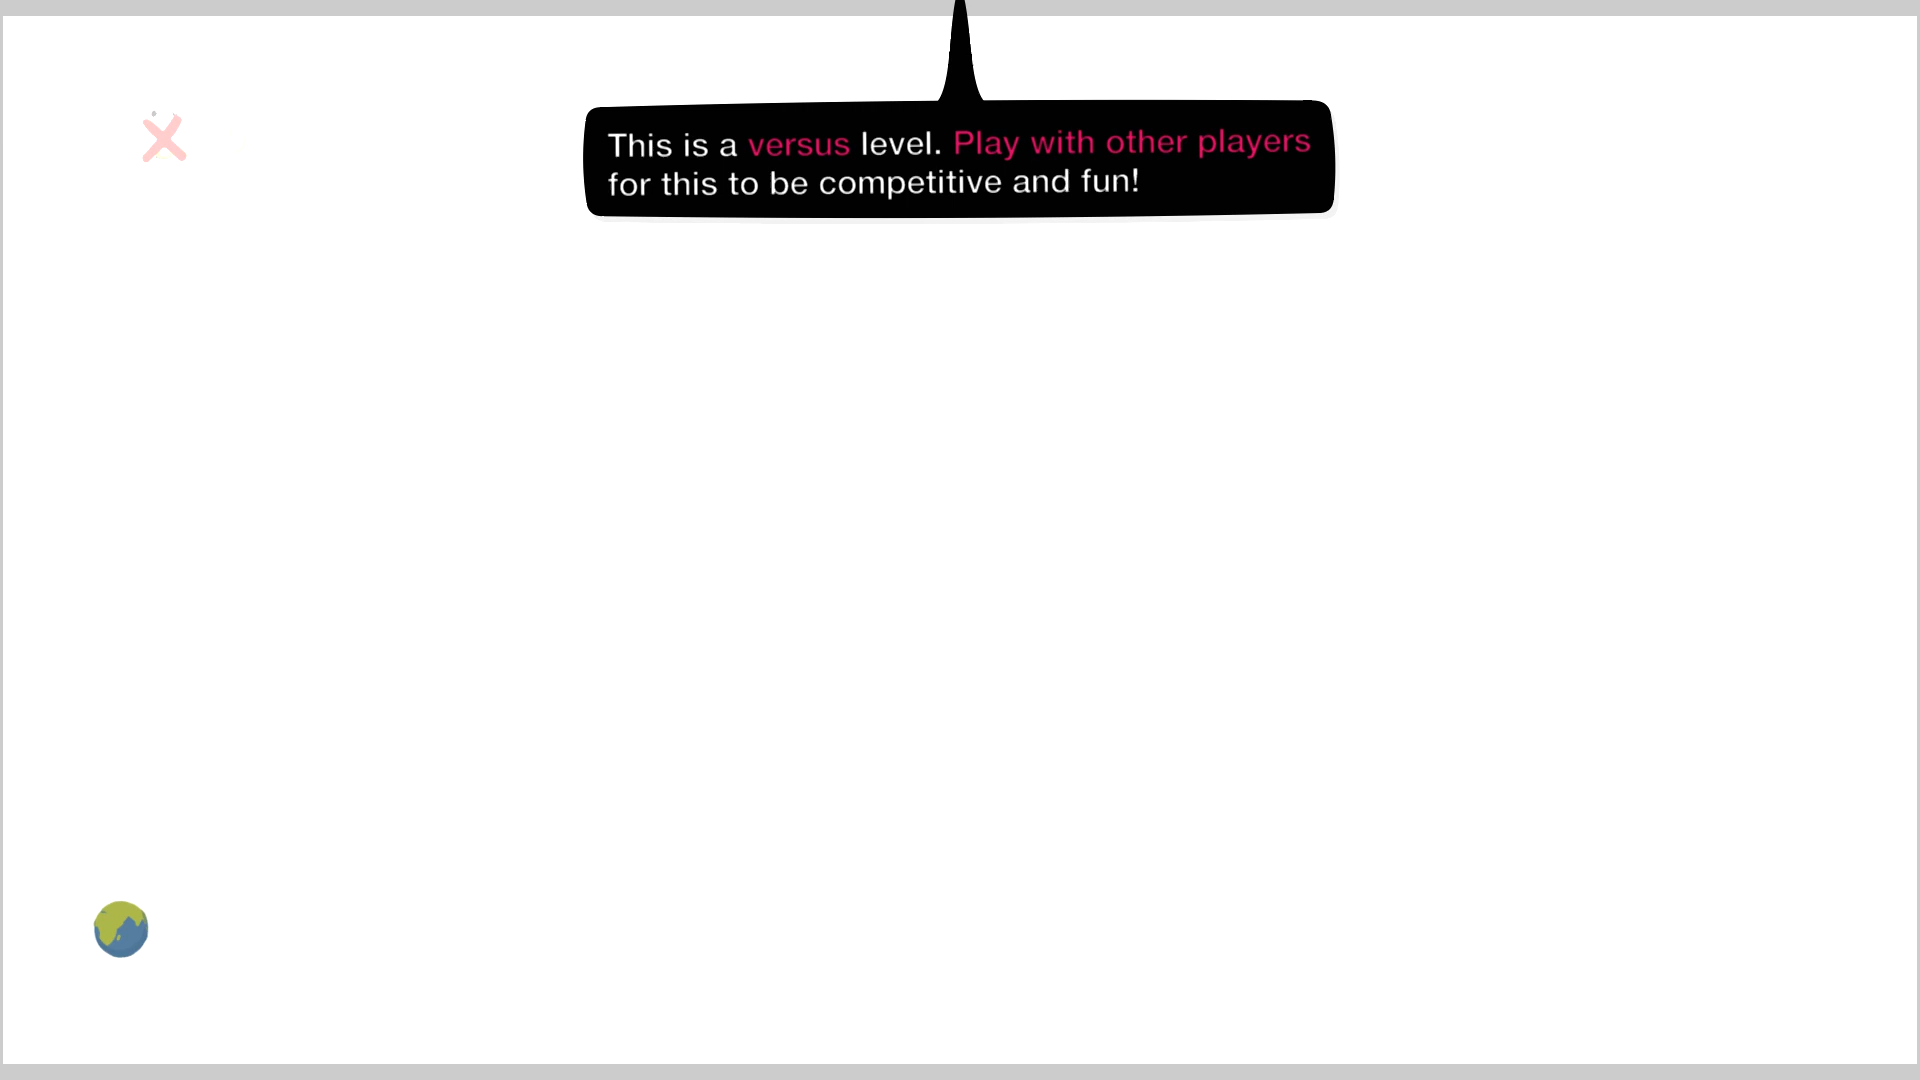 This is a versus level. Play with other players
for this to be competitive and fun!